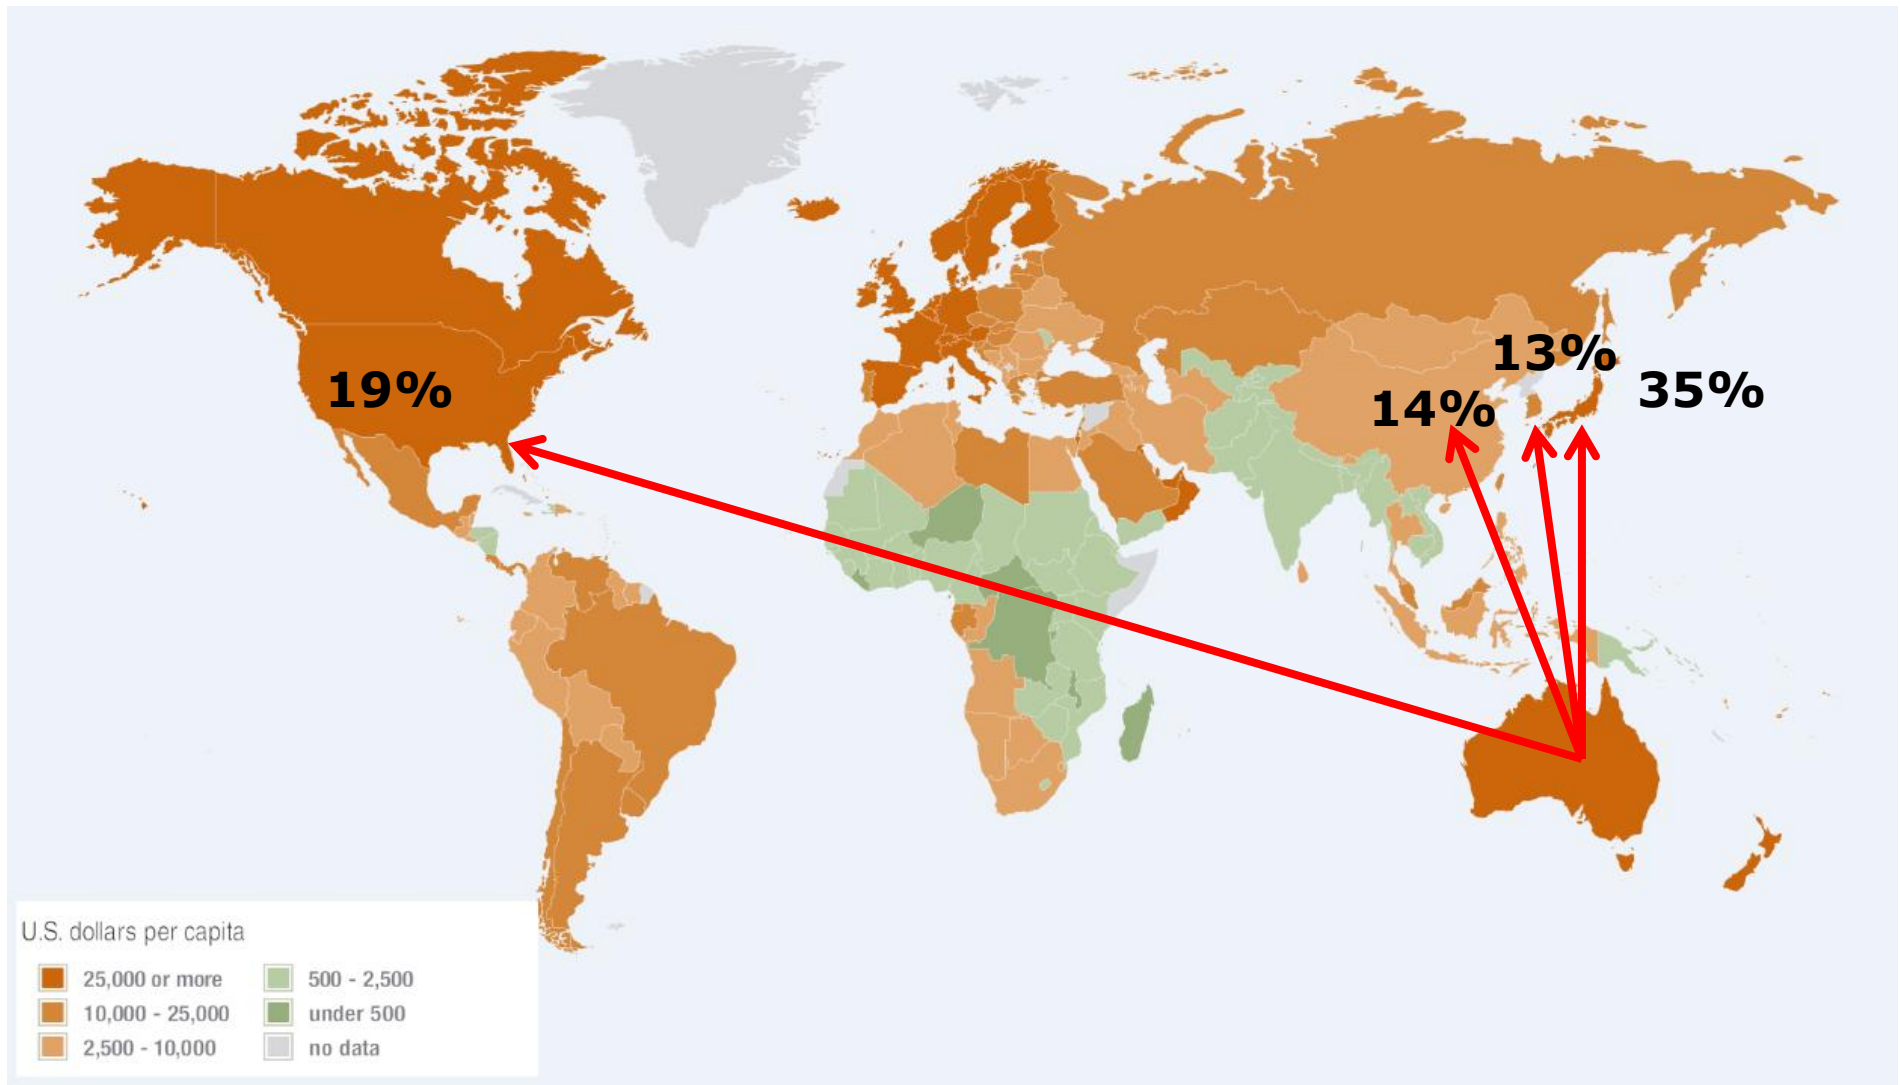 13%
19%
14%
35%
U.S. dollars per capita
25,000 or more
10,000 - 25,000
2,500 - 10,000
500 - 2,500
under 500
no data